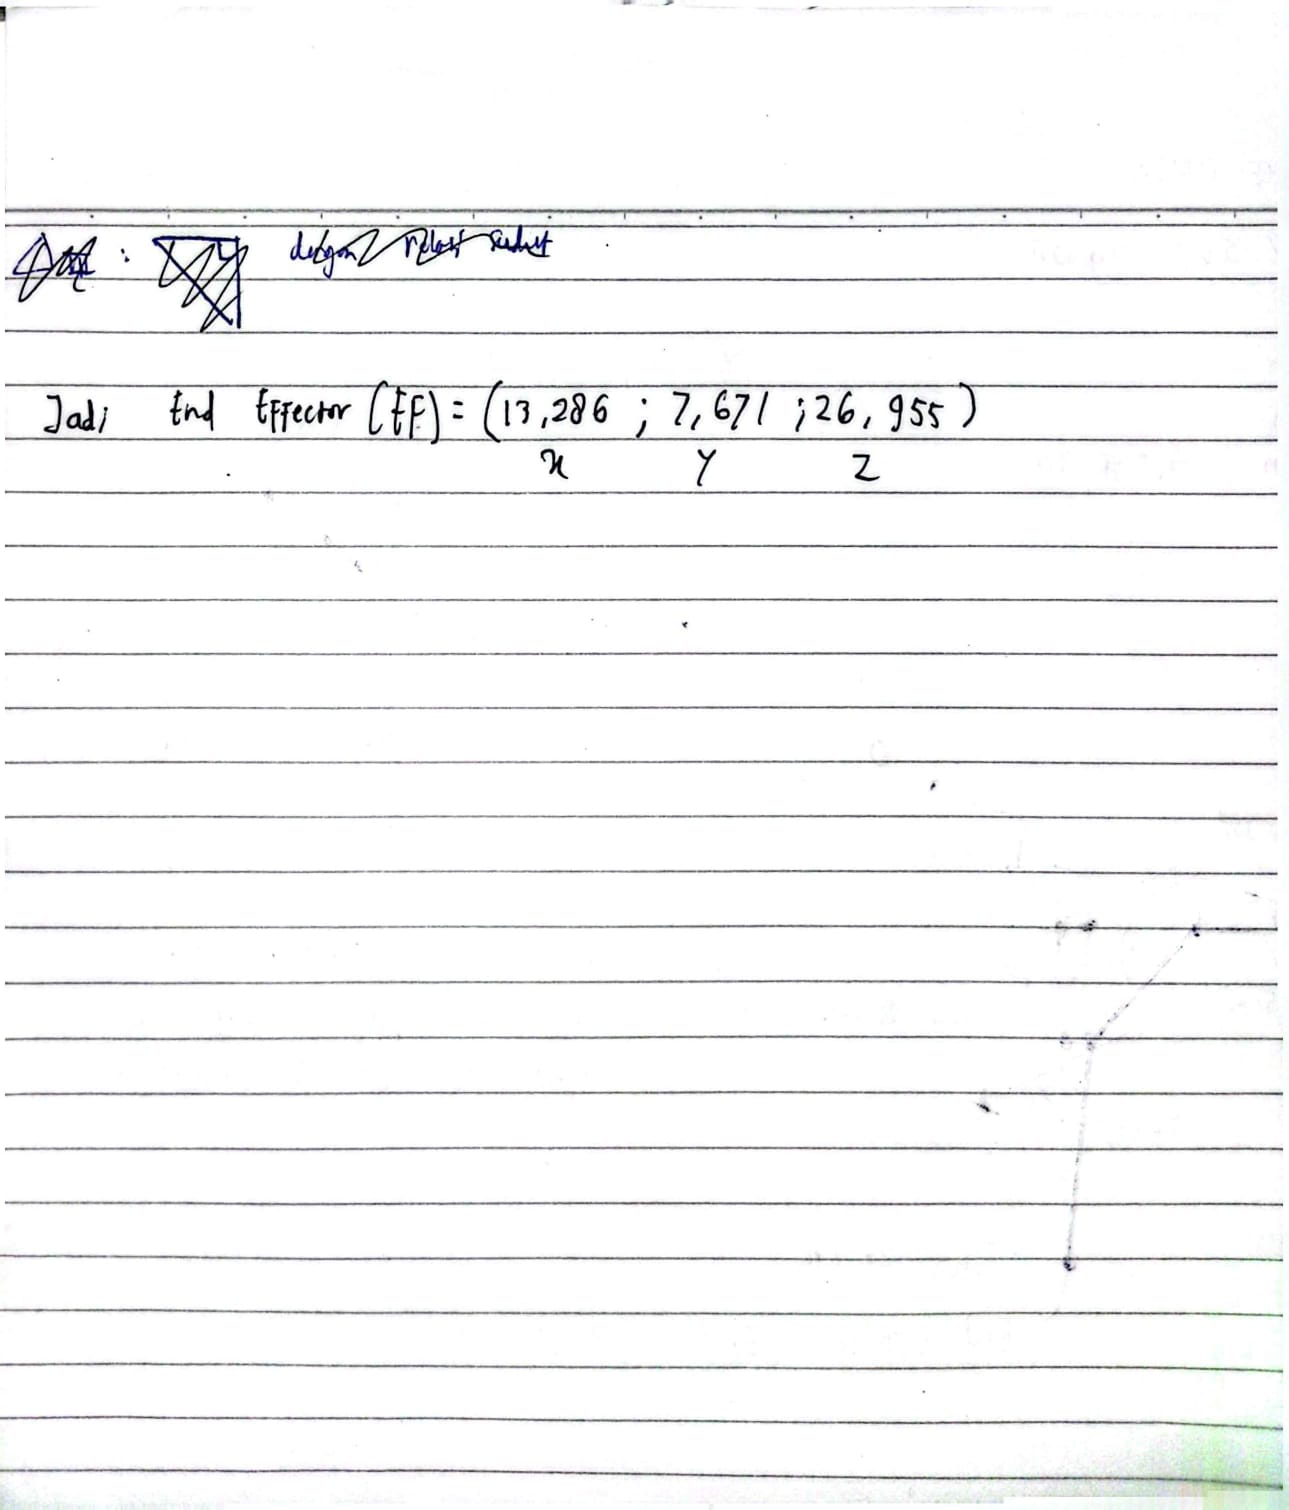 Jadi End Effector (EF) = (13,286 ; 7,671 ; 26,955)
x y z